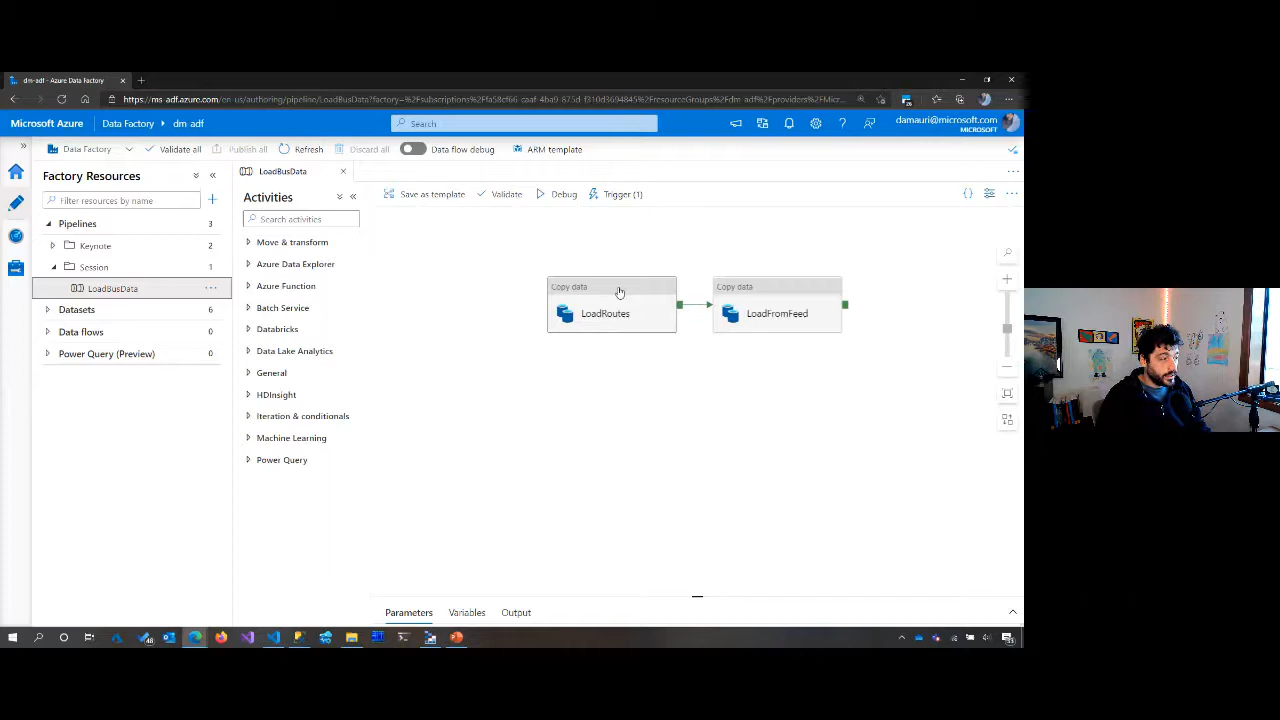 dm-adf - Azure Data Factory
Microsoft Azure
Data Factory
dm-adf
Search
damauri@microsoft.com
MICROSOFT
Data Factory
Validate all
Publish all
Refresh
Discard all
Data flow debug
ARM template
Factory Resources
Filter resources by name
Pipelines 3
Keynote 2
Session 1
LoadBusData
Datasets 6
Data flows 0
Power Query (Preview) 0
LoadBusData
Activities
Search activities
Move & transform
Azure Data Explorer
Azure Function
Batch Service
Databricks
Data Lake Analytics
General
HDInsight
Iteration & conditionals
Machine Learning
Power Query
Save as template
Validate
Debug
Trigger (1)
Copy data
LoadRoutes
Copy data
LoadFromFeed
Parameters
Variables
Output